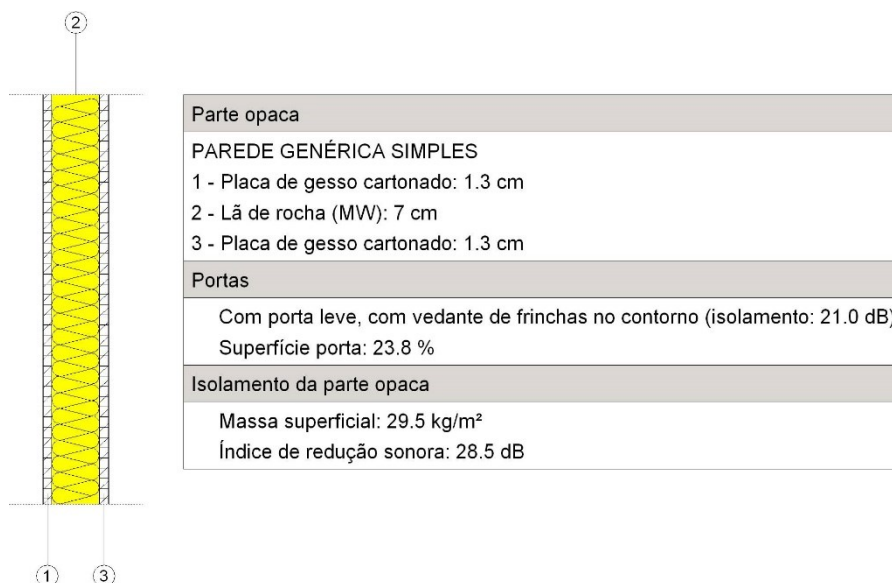 2
Parte opaca
PAREDE GENÉRICA SIMPLES
1 - Placa de gesso cartonado: 1.3 cm
2 - Lã de rocha (MW): 7 cm
3 - Placa de gesso cartonado: 1.3 cm
Portas
Com porta leve, com vedante de frinchas no contorno (isolamento: 21.0 dB)
Superfície porta: 23.8 %
Isolamento da parte opaca
Massa superficial: 29.5 kg/m²
Índice de redução sonora: 28.5 dB
1 3